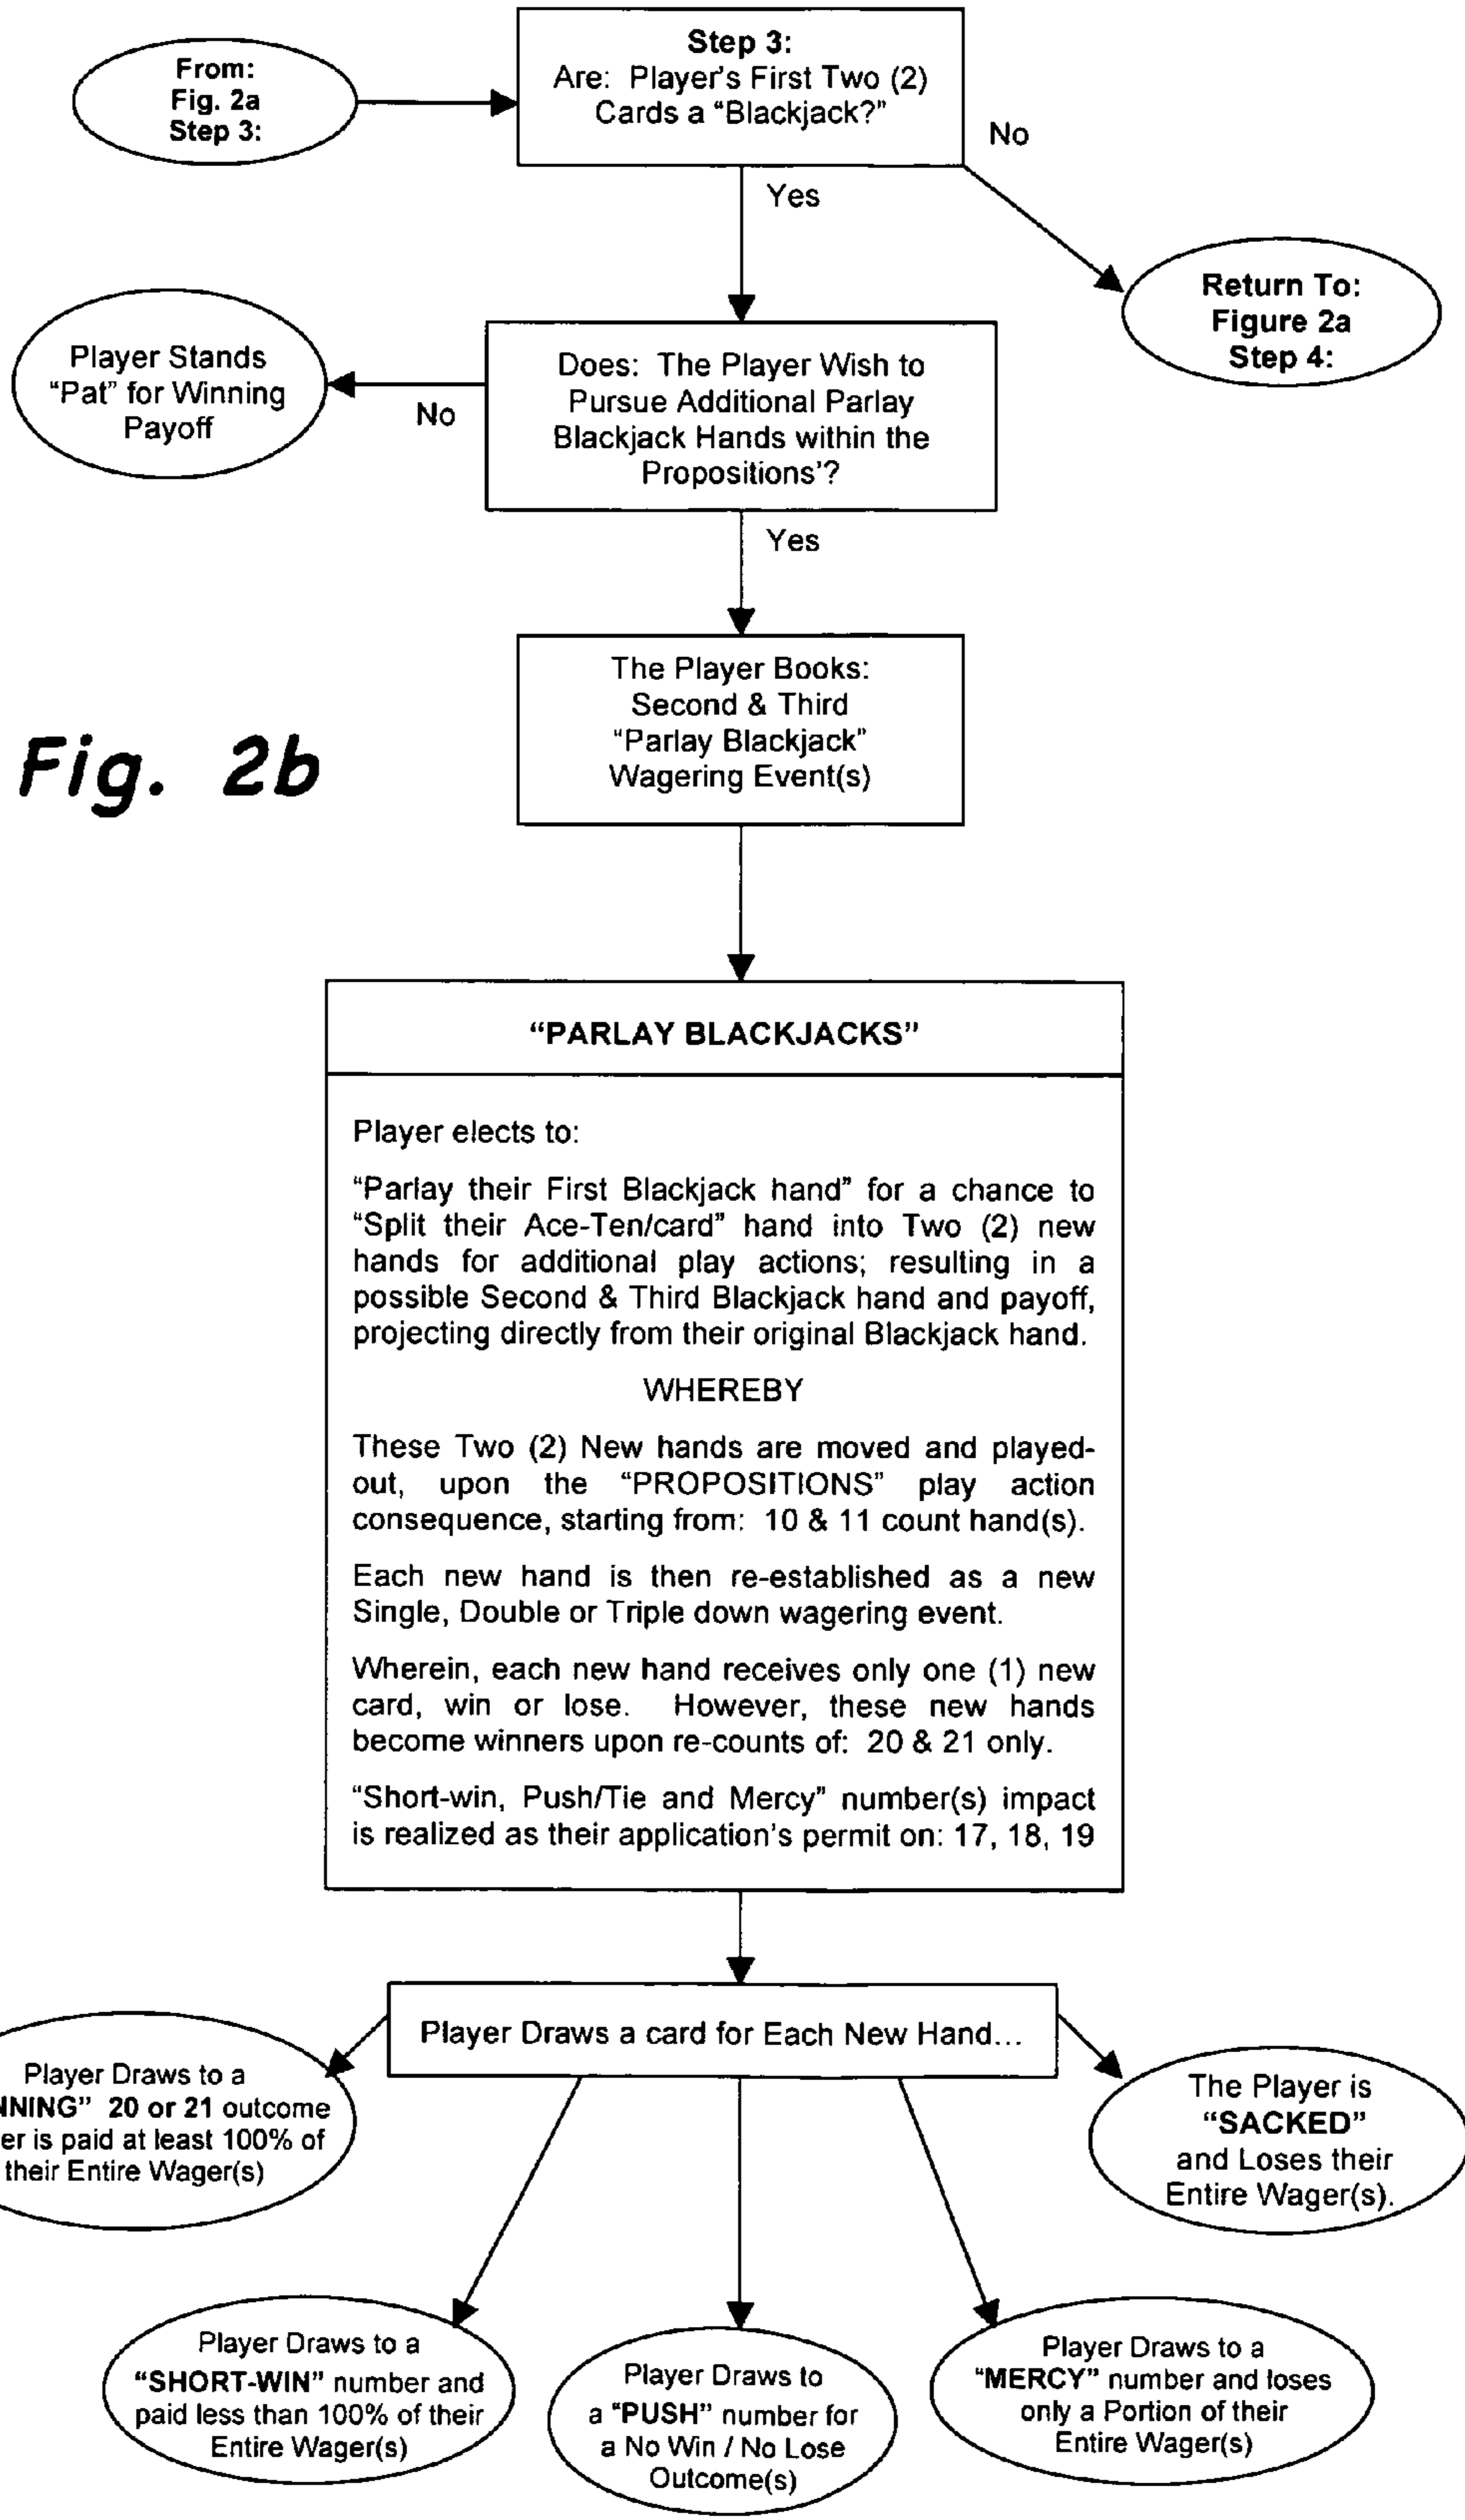 From:
Fig. 2a
Step 3:
Step 3:
Are: Player's First Two (2)
Cards a "Blackjack?"
No
Yes
Return To:
Figure 2a
Step 4:
Player Stands
"Pat" for Winning
Payoff
No
Does: The Player Wish to
Pursue Additional Parlay
Blackjack Hands within the
Propositions'?
Yes
The Player Books:
Second & Third
"Parlay Blackjack"
Wagering Event(s)
Fig. 2b
"PARLAY BLACKJACKS"
Player elects to:
"Parlay their First Blackjack hand" for a chance to
"Split their Ace-Ten/card" hand into Two (2) new
hands for additional play actions; resulting in a
possible Second & Third Blackjack hand and payoff,
projecting directly from their original Blackjack hand.
WHEREBY
These Two (2) New hands are moved and played-
out, upon the "PROPOSITIONS" play action
consequence, starting from: 10 & 11 count hand(s).
Each new hand is then re-established as a new
Single, Double or Triple down wagering event.
Wherein, each new hand receives only one (1) new
card, win or lose. However, these new hands
become winners upon re-counts of: 20 & 21 only.
"Short-win, Push/Tie and Mercy" number(s) impact
is realized as their application's permit on: 17, 18, 19
Player Draws a card for Each New Hand...
Player Draws to a
NNING" 20 or 21 outcome
er is paid at least 100% of
their Entire Wager(s)
The Player is
"SACKED"
and Loses their
Entire Wager(s).
Player Draws to a
"SHORT-WIN" number and
paid less than 100% of their
Entire Wager(s)
Player Draws to
a "PUSH" number for
a No Win / No Lose
Outcome(s)
Player Draws to a
"MERCY" number and loses
only a Portion of their
Entire Wager(s)